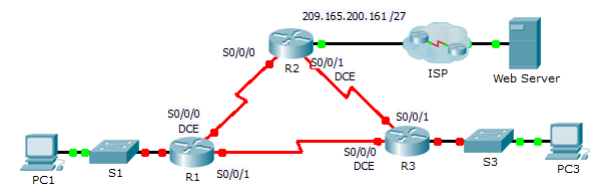 209.165.200.161 /27
S0/0/0
R2
S0/0/1
DCE
ISP
Web Server
S0/0/0
DCE
S0/0/1
PC1
S1
R1
S0/0/1
S0/0/0
DCE
R3
S3
PC3